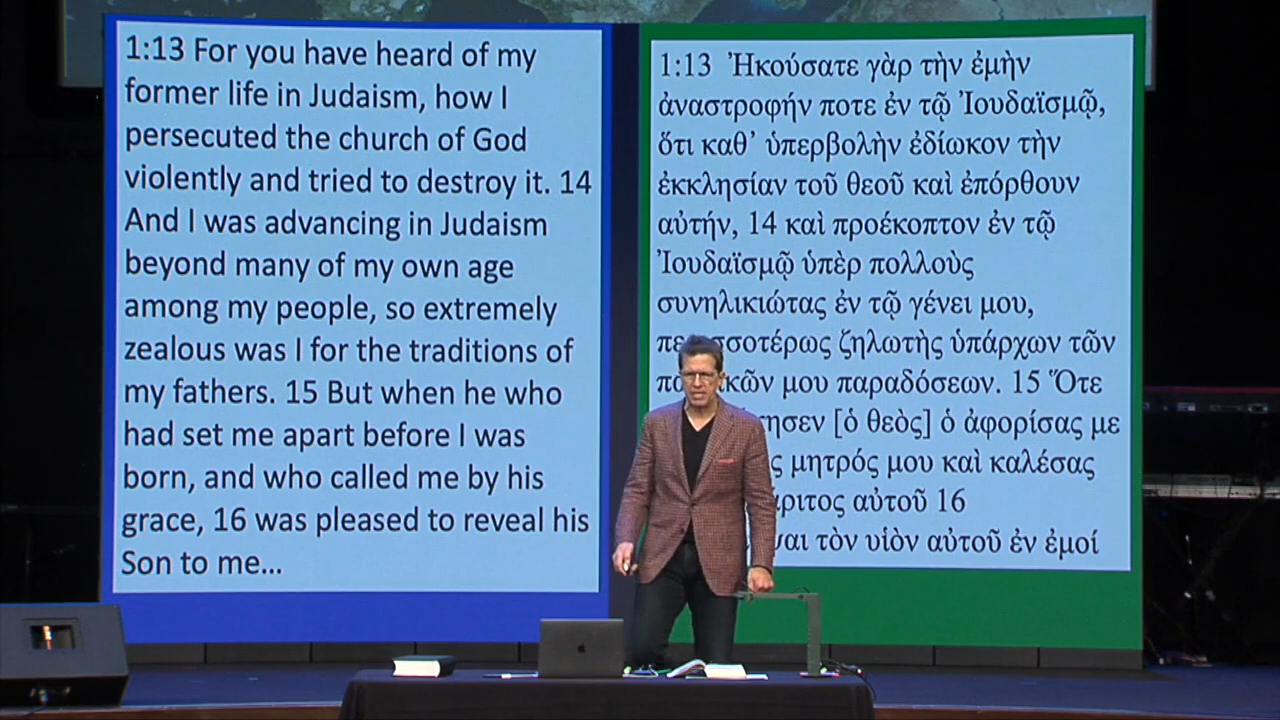 1:13 For you have heard of my
former life in Judaism, how I
persecuted the church of God
violently and tried to destroy it. 14
And I was advancing in Judaism
beyond many of my own age
among my people, so extremely
zealous was I for the traditions of
my fathers. 15 But when he who
had set me apart before I was
born, and who called me by his
grace, 16 was pleased to reveal his
Son to me...
1:13 Ἠκούσατε γὰρ τὴν ἐμὴν
ἀναστροφήν ποτε ἐν τῷ Ἰουδαϊσμῷ,
ὅτι καθ’ ὑπερβολὴν ἐδίωκον τὴν
ἐκκλησίαν τοῦ θεοῦ καὶ ἐπόρθουν
αὐτήν, 14 καὶ προέκοπτον ἐν τῷ
Ἰουδαϊσμῷ ὑπὲρ πολλοὺς
συνηλικιώτας ἐν τῷ γένει μου,
ζηλωτὴς ὑπάρχων τῶν
μου παραδόσεων. 15 Ὅτε
[ὁ θεὸς] ὁ ἀφορίσας με
μητρός μου καὶ καλέσας
αὐτοῦ 16
τὸν υἱὸν αὐτοῦ ἐν ἐμοί